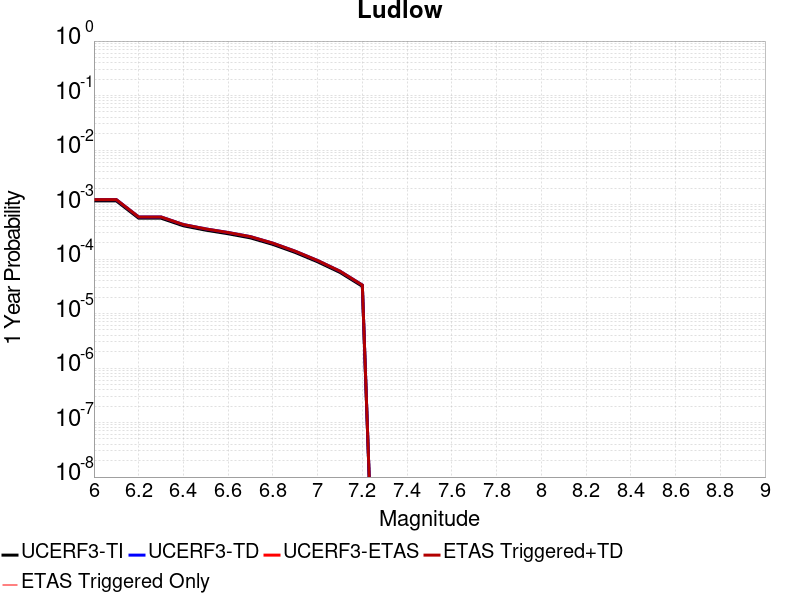 Ludlow
1 Year Probability
10^0
10^-1
10^-2
10^-3
10^-4
10^-5
10^-6
10^-7
10^-8
6 6.2 6.4 6.6 6.8 7 7.2 7.4 7.6 7.8 8 8.2 8.4 8.6 8.8 9
Magnitude
UCERF3-TI UCERF3-TD UCERF3-ETAS ETAS Triggered+TD
ETAS Triggered Only